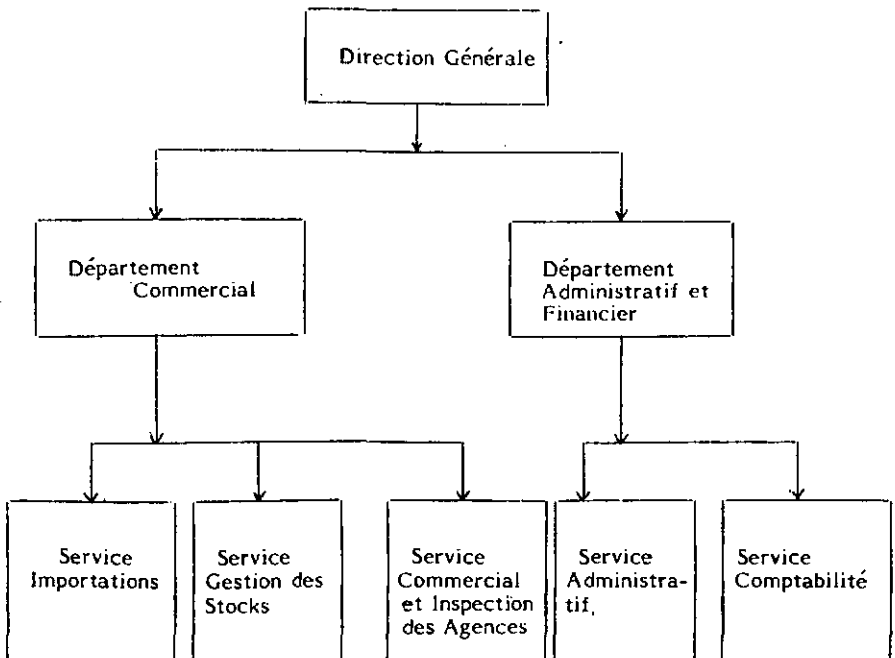 Direction Générale
Département
Commercial
Département
Administratif et
Financier
Service
Importations
Service
Gestion des
Stocks
Service
Commercial
et Inspection
des Agences
Service
Administra-
tif.
Service
Comptabilité